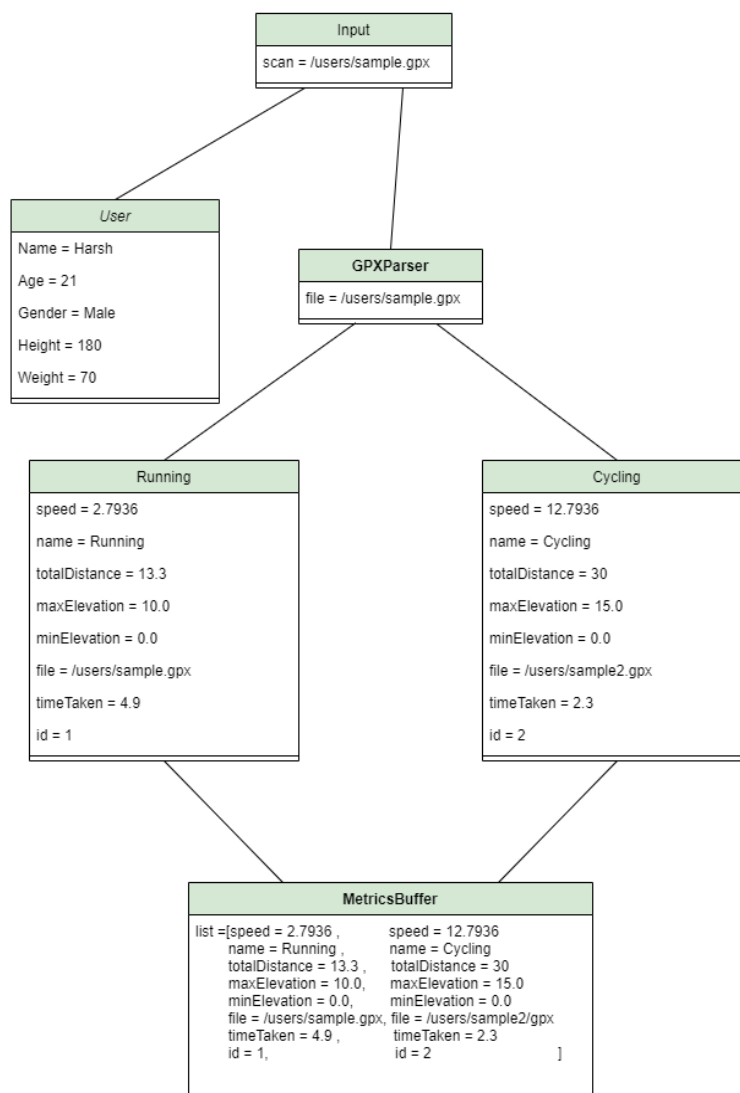 Input
scan = /users/sample.gpx
User
Name = Harsh
Age = 21
Gender = Male
Height = 180
Weight = 70
GPXParser
file = /users/sample.gpx
Running
speed = 2.7936
name = Running
totalDistance = 13.3
maxElevation = 10.0
minElevation = 0.0
file = /users/sample.gpx
timeTaken = 4.9
id = 1
Cycling
speed = 12.7936
name = Cycling
totalDistance = 30
maxElevation = 15.0
minElevation = 0.0
file = /users/sample2.gpx
timeTaken = 2.3
id = 2
MetricsBuffer
list =[speed = 2.7936 , speed = 12.7936
name = Running , name = Cycling
totalDistance = 13.3 , totalDistance = 30
maxElevation = 10.0, maxElevation = 15.0
minElevation = 0.0, minElevation = 0.0
file = /users/sample.gpx, file = /users/sample2/gpx
timeTaken = 4.9 , timeTaken = 2.3
id = 1, id = 2 ]